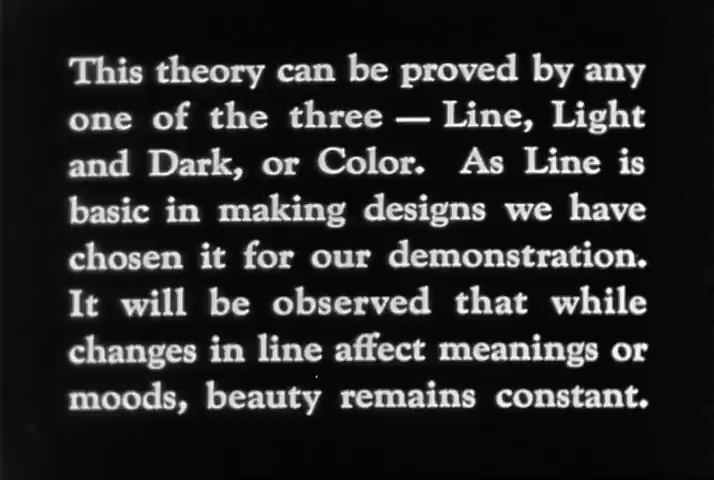 This theory can be proved by any
one of the three — Line, Light
and Dark, or Color. As Line is
basic in making designs we have
chosen it for our demonstration.
It will be observed that while
changes in line affect meanings or
moods, beauty remains constant.